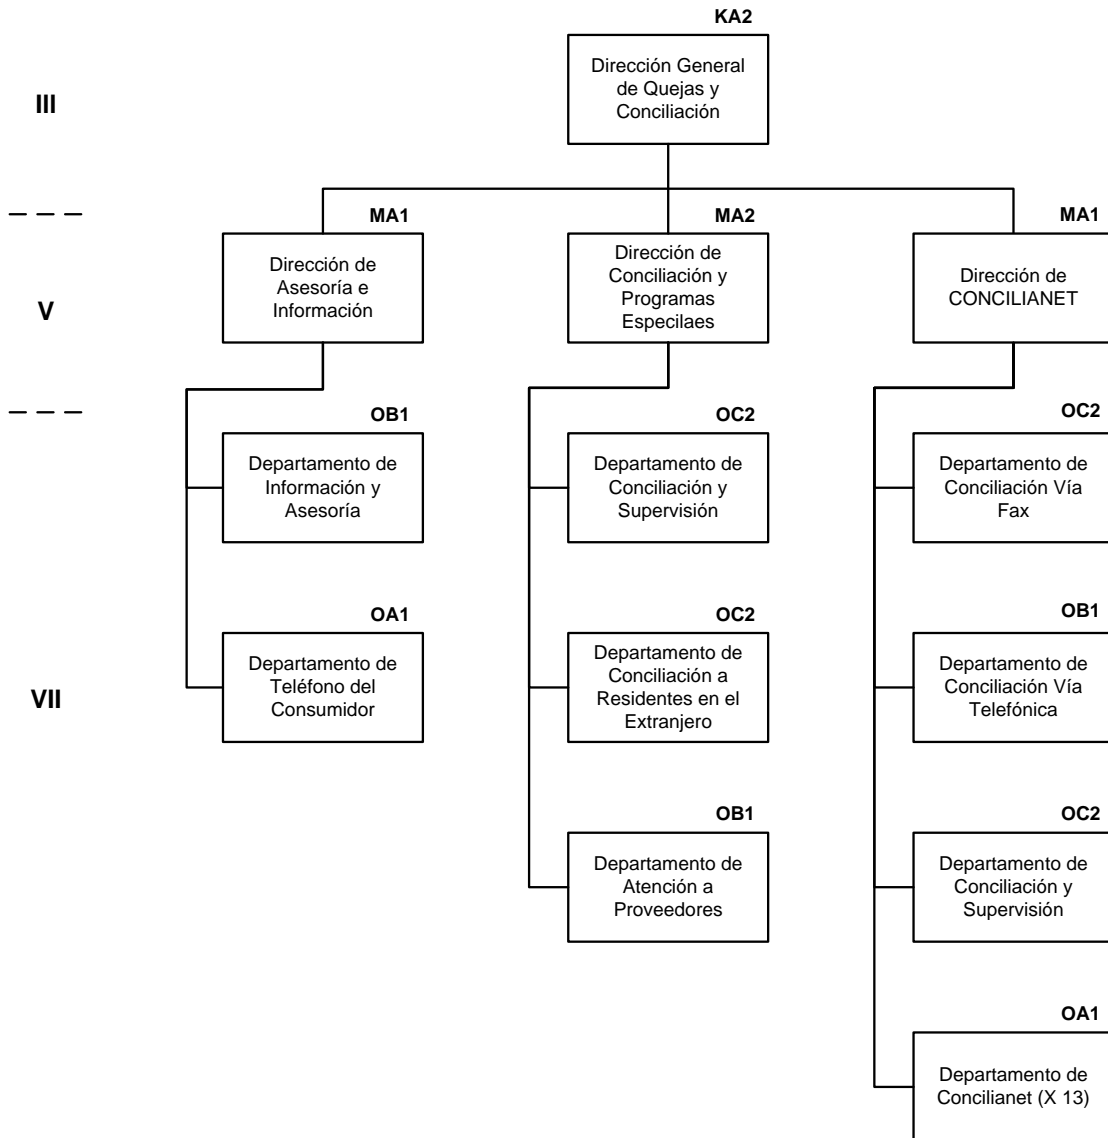 KA2
Dirección General
de Quejas y
Conciliación
III
MA1
Dirección de
Asesoría e
Información
MA2
Dirección de
Conciliación y
Programas
Especilaes
MA1
Dirección de
CONCILIANET
V
OB1
Departamento de
Información y
Asesoría
OC2
Departamento de
Conciliación y
Supervisión
OC2
Departamento de
Conciliación Vía
Fax
OA1
Departamento de
Teléfono del
Consumidor
OC2
Departamento de
Conciliación a
Residentes en el
Extranjero
OB1
Departamento de
Conciliación Vía
Telefónica
VII
OB1
Departamento de
Atención a
Proveedores
OC2
Departamento de
Conciliación y
Supervisión
OA1
Departamento de
Concilianet (X 13)